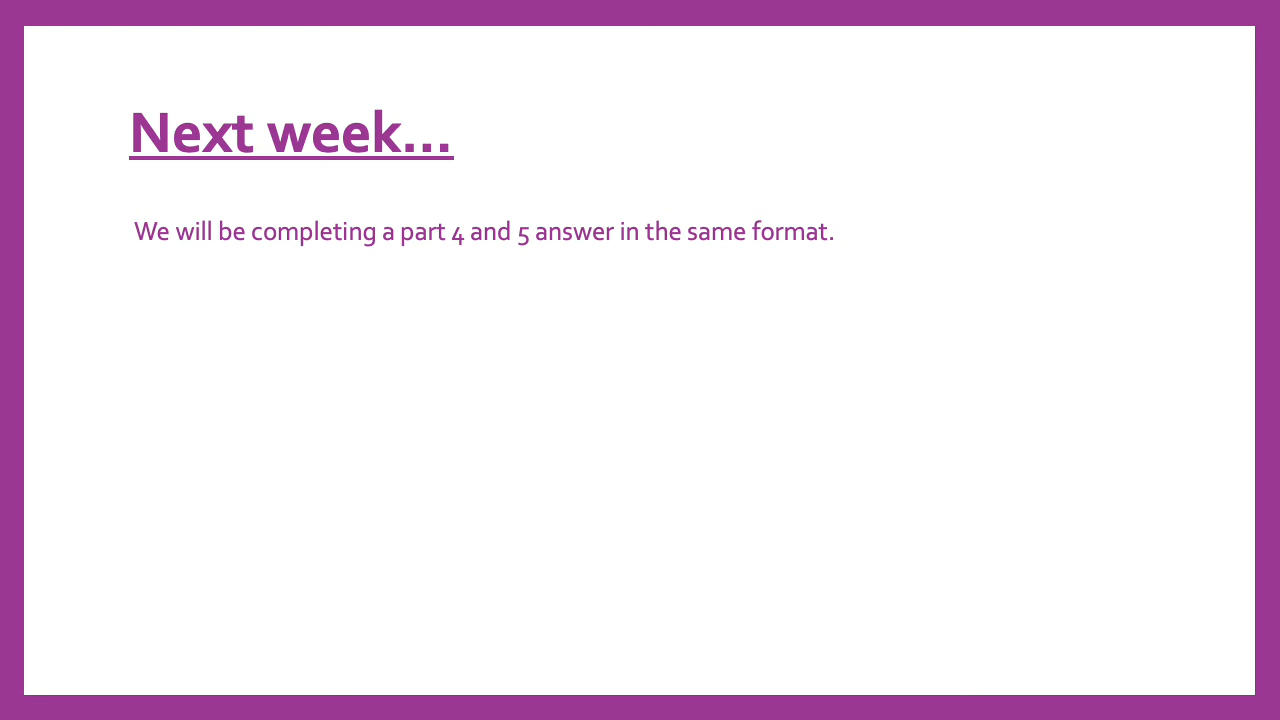 Next week…
We will be completing a part 4 and 5 answer in the same format.